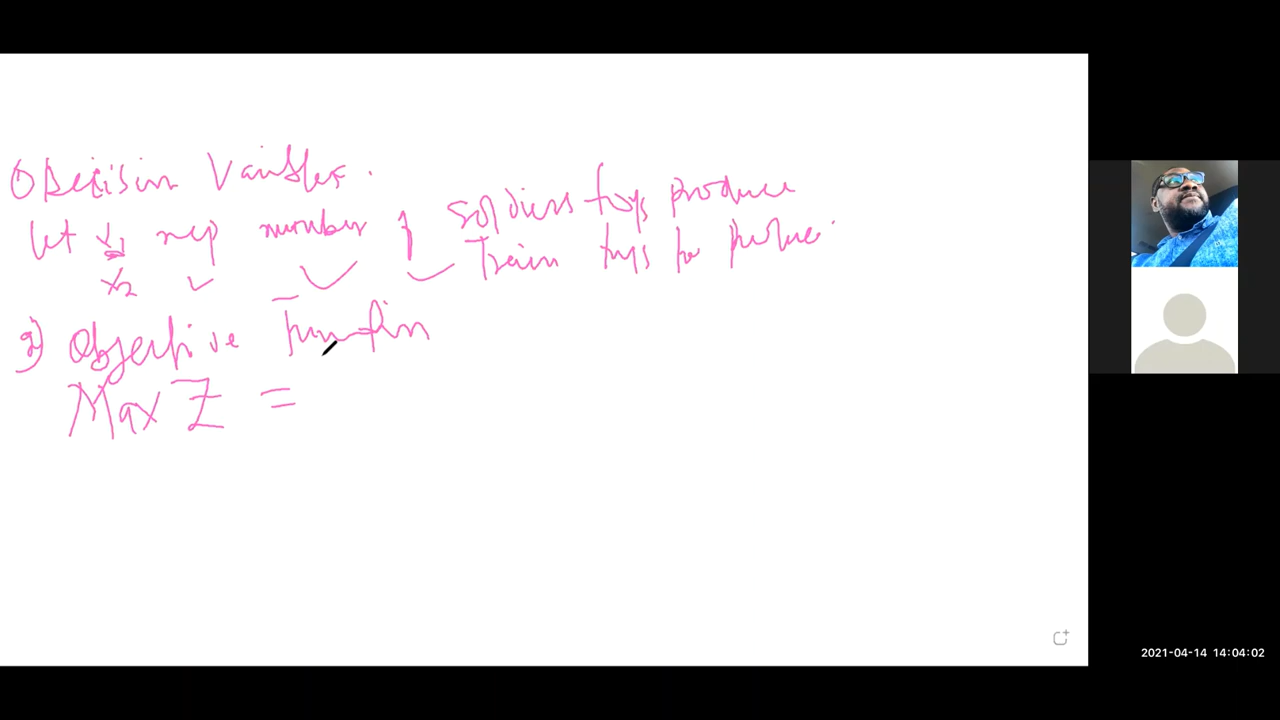 ① Decision Variables.
let x1 rep number of soldiers toys produce
x2 ✓ ✓ ✓ Train toys to produce.
2) Objective Function
Max Z =
2021-04-14 14:04:02